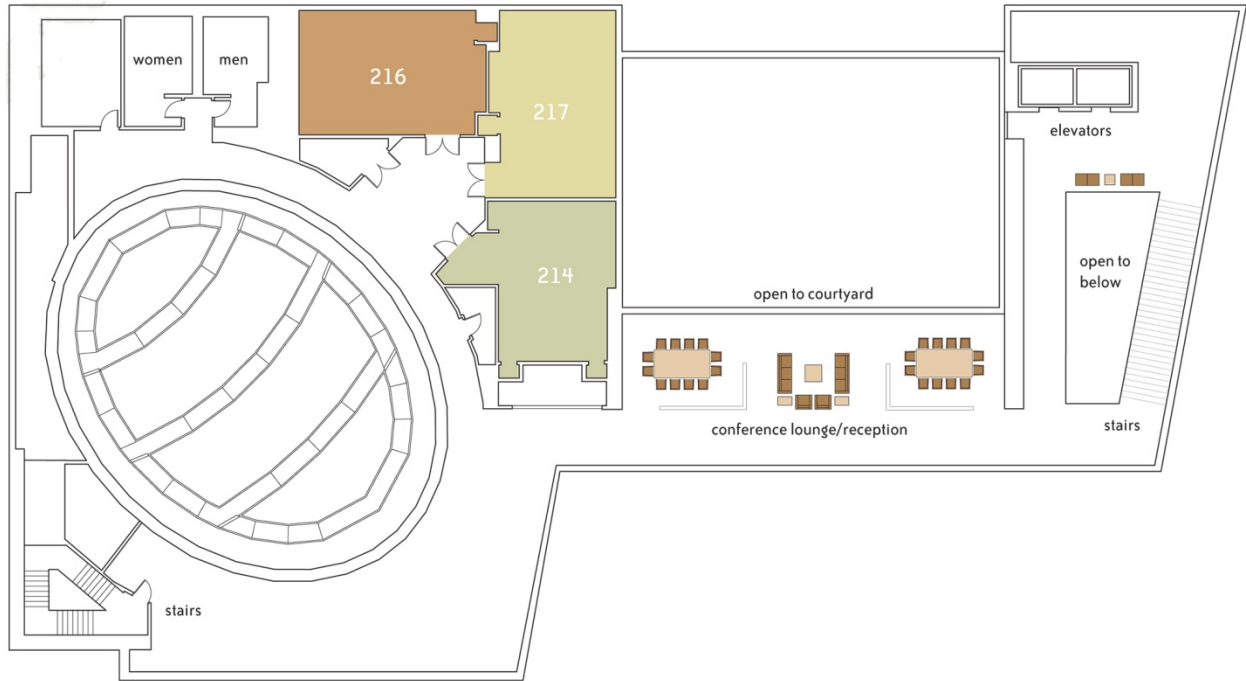 women
men
216
217
elevators
214
open to
below
open to courtyard
conference lounge/reception
stairs
stairs